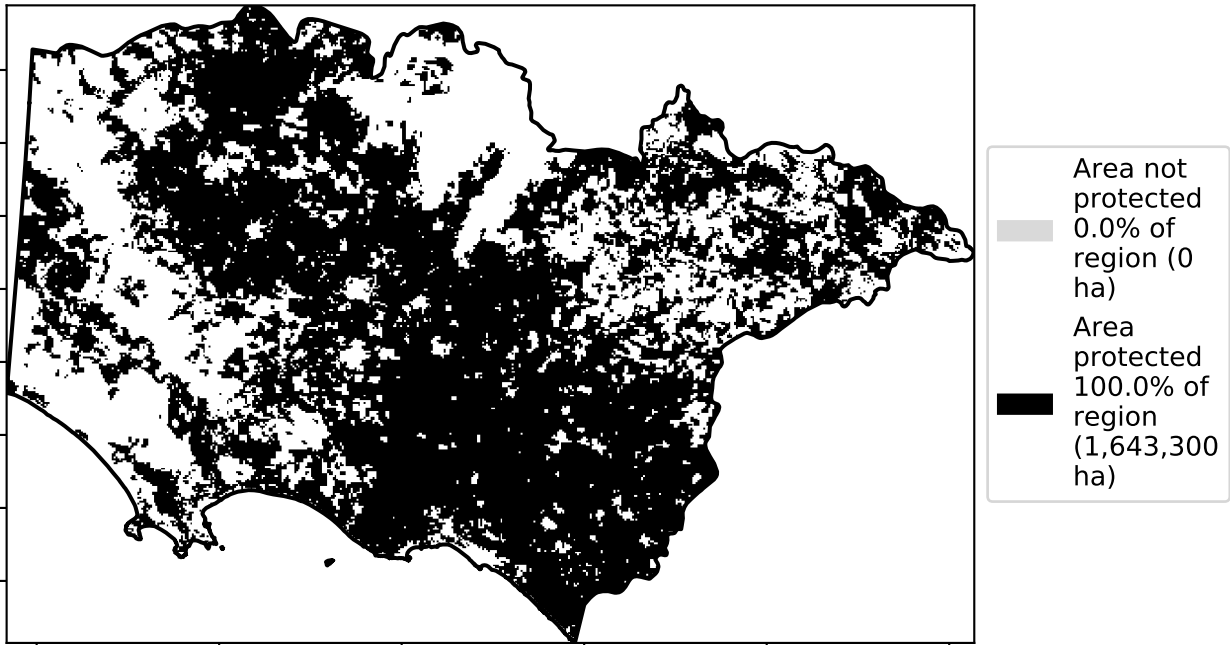 Area not
protected
0.0% of
region (0
ha)
Area
protected
100.0% of
region
(1,643,300
ha)